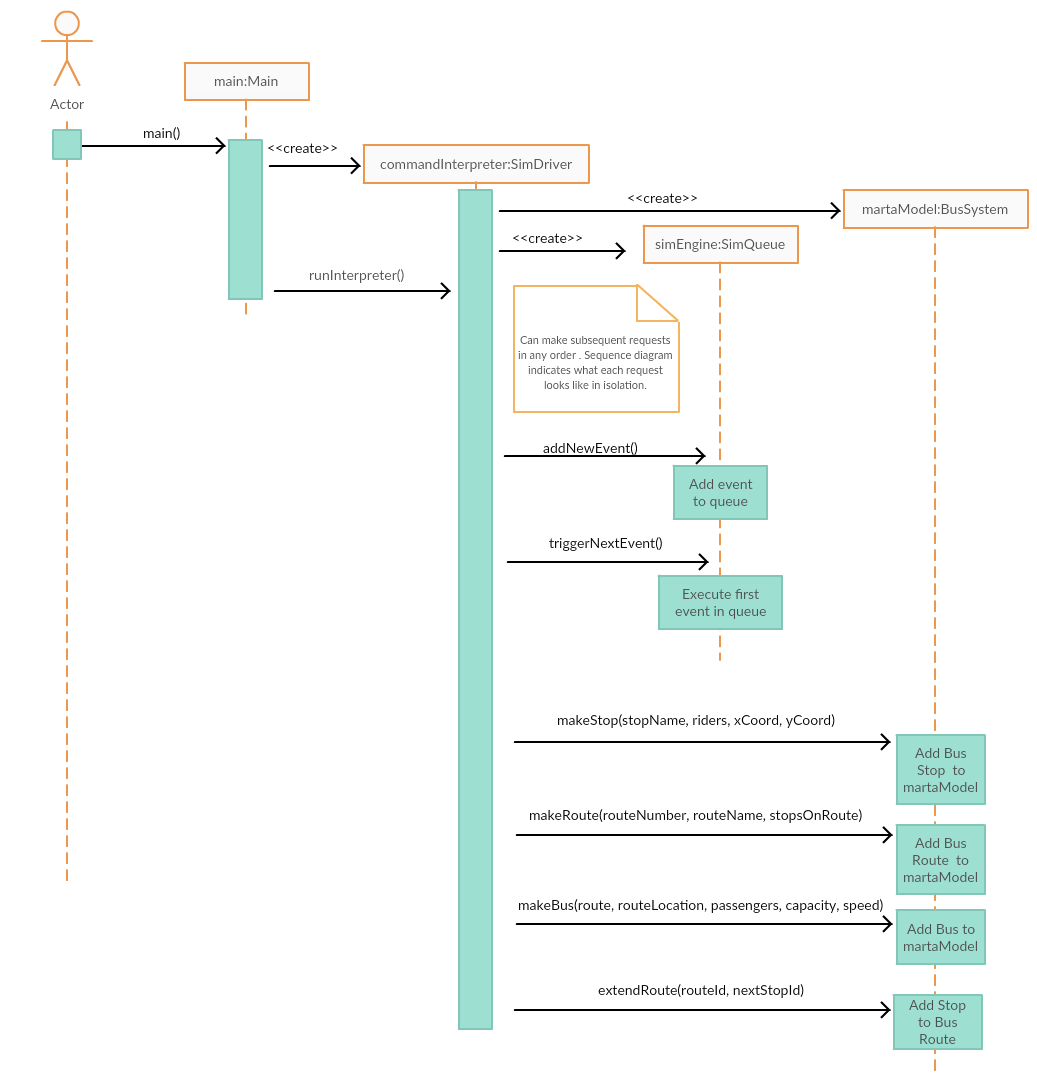 Actor
main:Main
main()
<<create>>
commandInterpreter:SimDriver
<<create>>
martaModel:BusSystem
<<create>>
simEngine:SimQueue
runInterpreter()
Can make subsequent requests
in any order . Sequence diagram
indicates what each request
looks like in isolation.
addNewEvent()
Add event
to queue
triggerNextEvent()
Execute first
event in queue
makeStop(stopName, riders, xCoord, yCoord)
Add Bus
Stop to
martaModel
makeRoute(routeNumber, routeName, stopsOnRoute)
Add Bus
Route to
martaModel
makeBus(route, routeLocation, passengers, capacity, speed)
Add Bus to
martaModel
extendRoute(routeId, nextStopId)
Add Stop
to Bus
Route